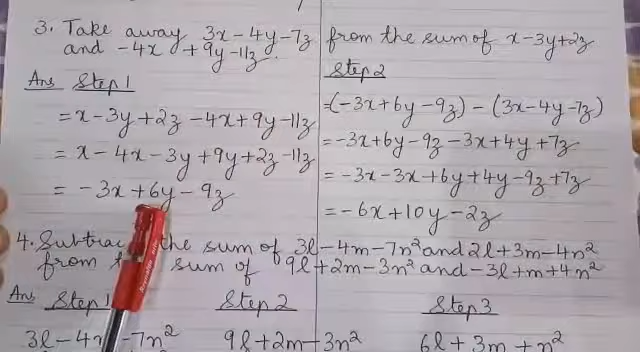 3. Take away 3x - 4y - 7z from the sum of x - 3y + 2z
and -4x + 9y - 11z.
Ans Step 1
= x - 3y + 2z - 4x + 9y - 11z
= x - 4x - 3y + 9y + 2z - 11z
= -3x + 6y - 9z
Step 2
-(-3x + 6y - 9z) - (3x - 4y - 7z)
= -3x + 6y - 9z - 3x + 4y + 7z
= -3x - 3x + 6y + 4y - 9z + 7z
= -6x + 10y - 2z
4. Subtract the sum of 3l - 4m - 7n² and 2l + 3m - 4n²
from sum of 9l + 2m - 3n² and -3l + m + 4n²
Ans Step 1 Step 2 Step 3
3l - 4m - 7n² 9l + 2m - 3n² 6l + 3m + n²